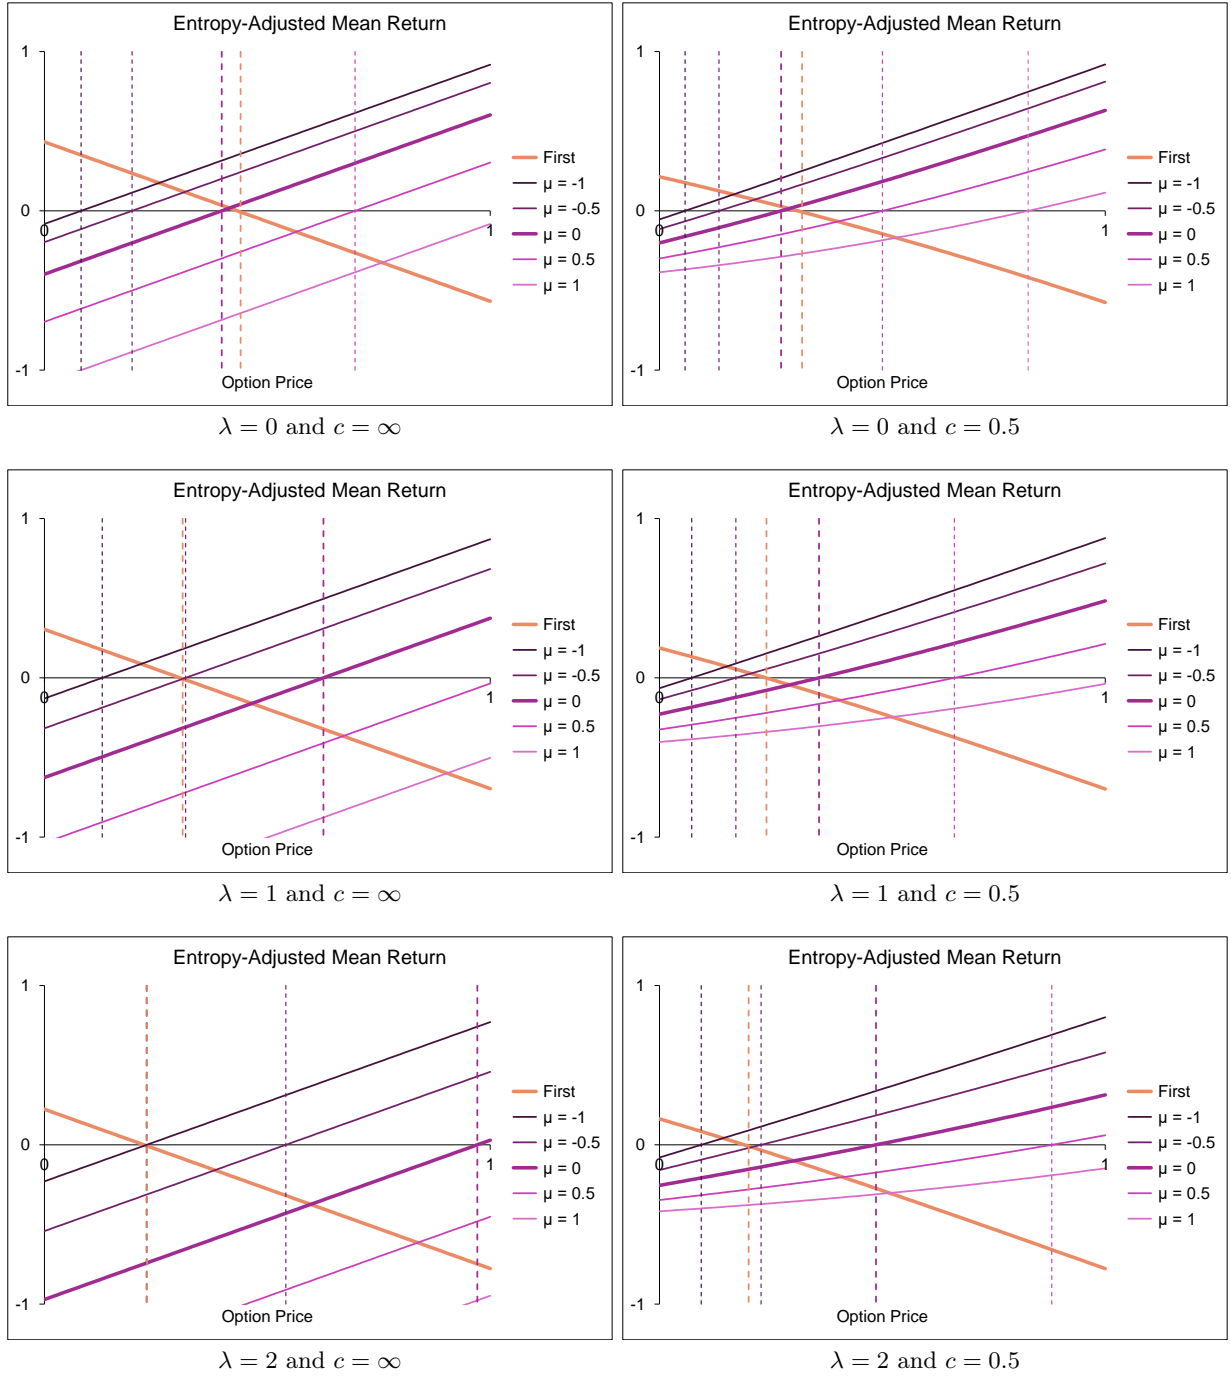 Entropy-Adjusted Mean Return
1
0
-1
0
1
Option Price
First
μ = -1
μ = -0.5
μ = 0
μ = 0.5
μ = 1
λ = 0 and c = ∞
Entropy-Adjusted Mean Return
1
0
-1
0
1
Option Price
First
μ = -1
μ = -0.5
μ = 0
μ = 0.5
μ = 1
λ = 0 and c = 0.5
Entropy-Adjusted Mean Return
1
0
-1
0
1
Option Price
First
μ = -1
μ = -0.5
μ = 0
μ = 0.5
μ = 1
λ = 1 and c = ∞
Entropy-Adjusted Mean Return
1
0
-1
0
1
Option Price
First
μ = -1
μ = -0.5
μ = 0
μ = 0.5
μ = 1
λ = 1 and c = 0.5
Entropy-Adjusted Mean Return
1
0
-1
0
1
Option Price
First
μ = -1
μ = -0.5
μ = 0
μ = 0.5
μ = 1
λ = 2 and c = ∞
Entropy-Adjusted Mean Return
1
0
-1
0
1
Option Price
First
μ = -1
μ = -0.5
μ = 0
μ = 0.5
μ = 1
λ = 2 and c = 0.5